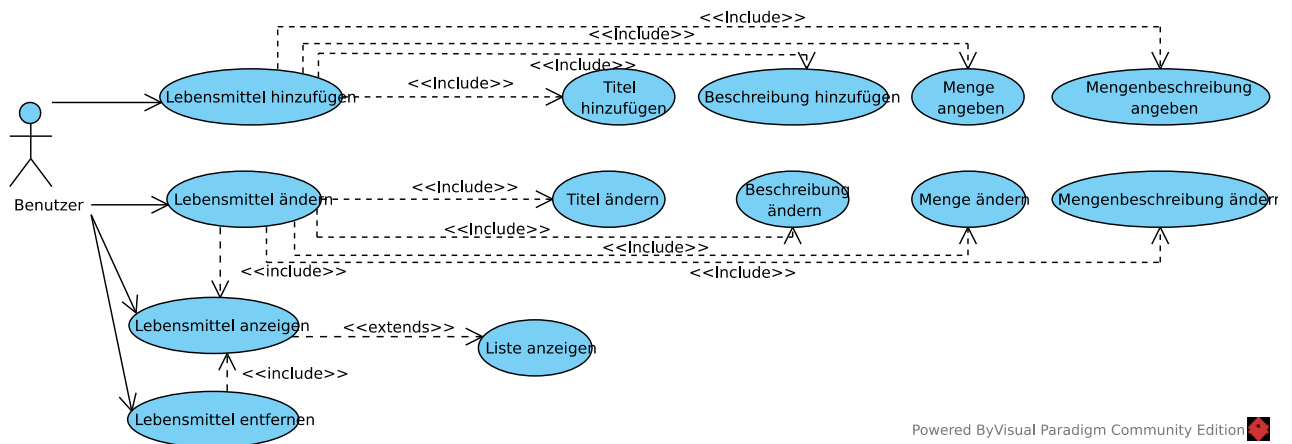 <<Include>>
<<Include>>
<<Include>>
Lebensmittel hinzufügen
<<Include>>
Titel
hinzufügen
Beschreibung hinzufügen
Menge
angeben
Mengenbeschreibung
angeben
Benutzer
Lebensmittel ändern
<<Include>>
Titel ändern
Beschreibung
ändern
Menge ändern
Mengenbeschreibung ändern
<<Include>>
<<Include>>
<<include>>
<<Include>>
Lebensmittel anzeigen
<<extends>>
Liste anzeigen
<<include>>
Lebensmittel entfernen
Powered ByVisual Paradigm Community Edition